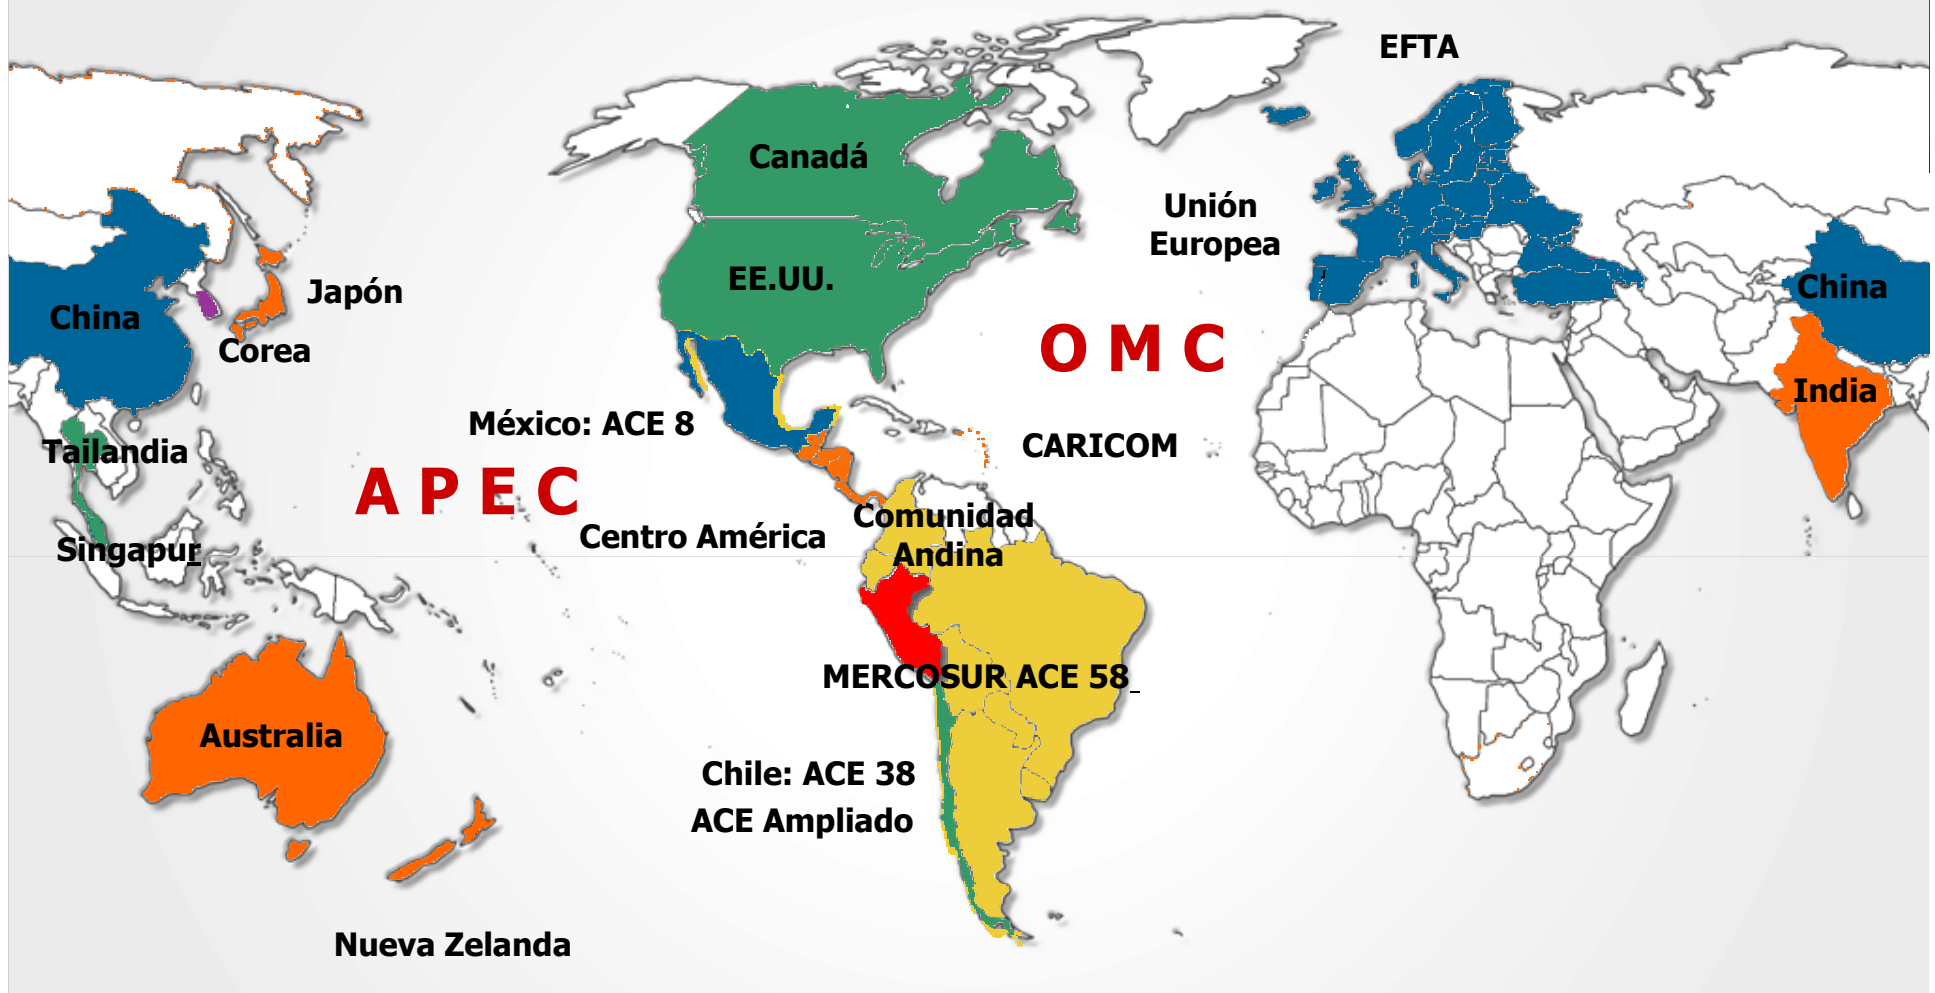 EFTA
Canadá
Unión
Europea
EE.UU.
China
Japón
China
Corea
O M C
India
México: ACE 8
CARICOM
Tailandia
A P E C
Comunidad
Andina
Centro América
Singapur
MERCOSUR ACE 58
Australia
Chile: ACE 38
ACE Ampliado
Nueva Zelanda